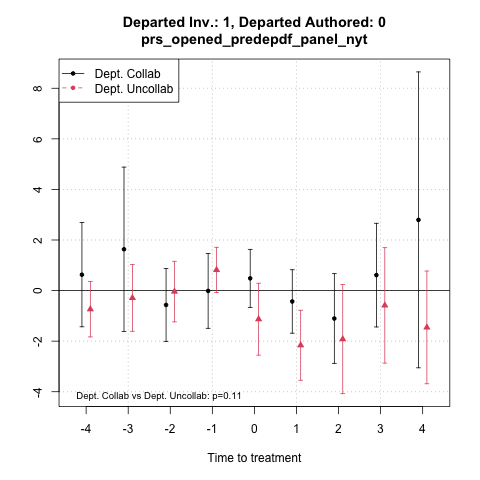 Departed Inv.: 1, Departed Authored: 0
prs_opened_predepdf_panel_nyt
Dept. Collab
Dept. Uncollab
8
6
4
2
0
-2
-4
Dept. Collab vs Dept. Uncollab: p=0.11
-4 -3 -2 -1 0 1 2 3 4
Time to treatment